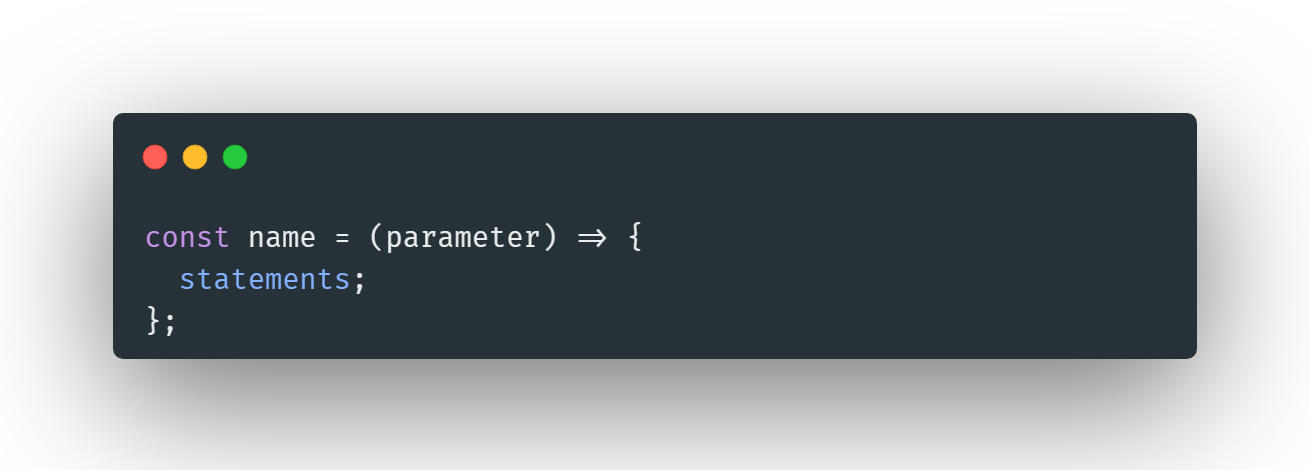 const name = (parameter) => {
  statements;
};